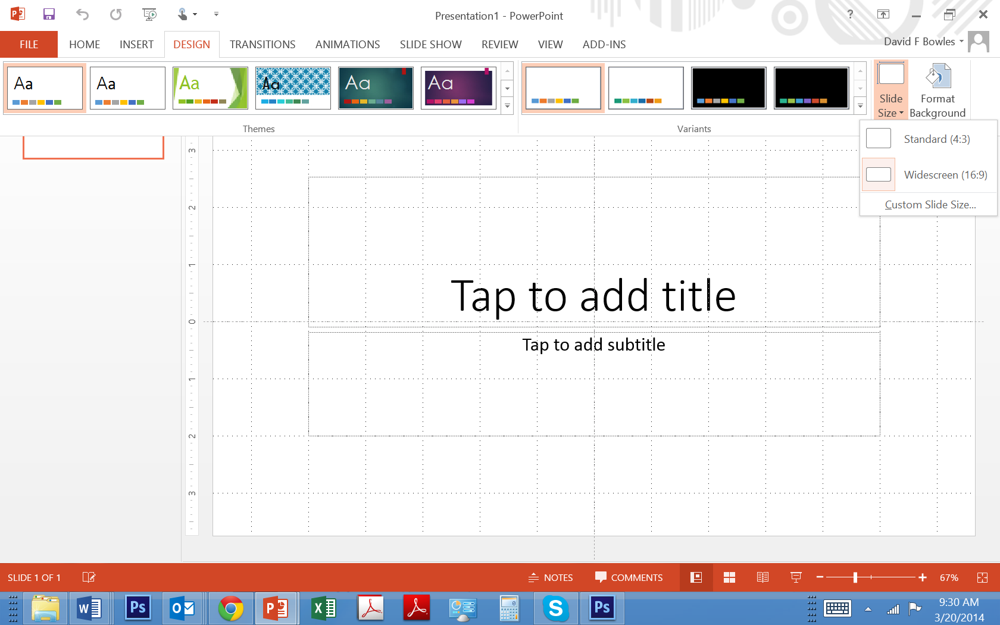 Presentation1 - PowerPoint
?
FILE HOME INSERT DESIGN TRANSITIONS ANIMATIONS SLIDE SHOW REVIEW VIEW ADD-INS
David F Bowles
Aa Aa Aa Aa Aa Aa
Slide Size
Format Background
Themes
Variants
Standard (4:3)
Widescreen (16:9)
Custom Slide Size...
3
2
1
0
1
2
3
Tap to add title
Tap to add subtitle
SLIDE 1 OF 1
NOTES
COMMENTS
67%
W Ps O P X Ps
S
9:30 AM
3/20/2014